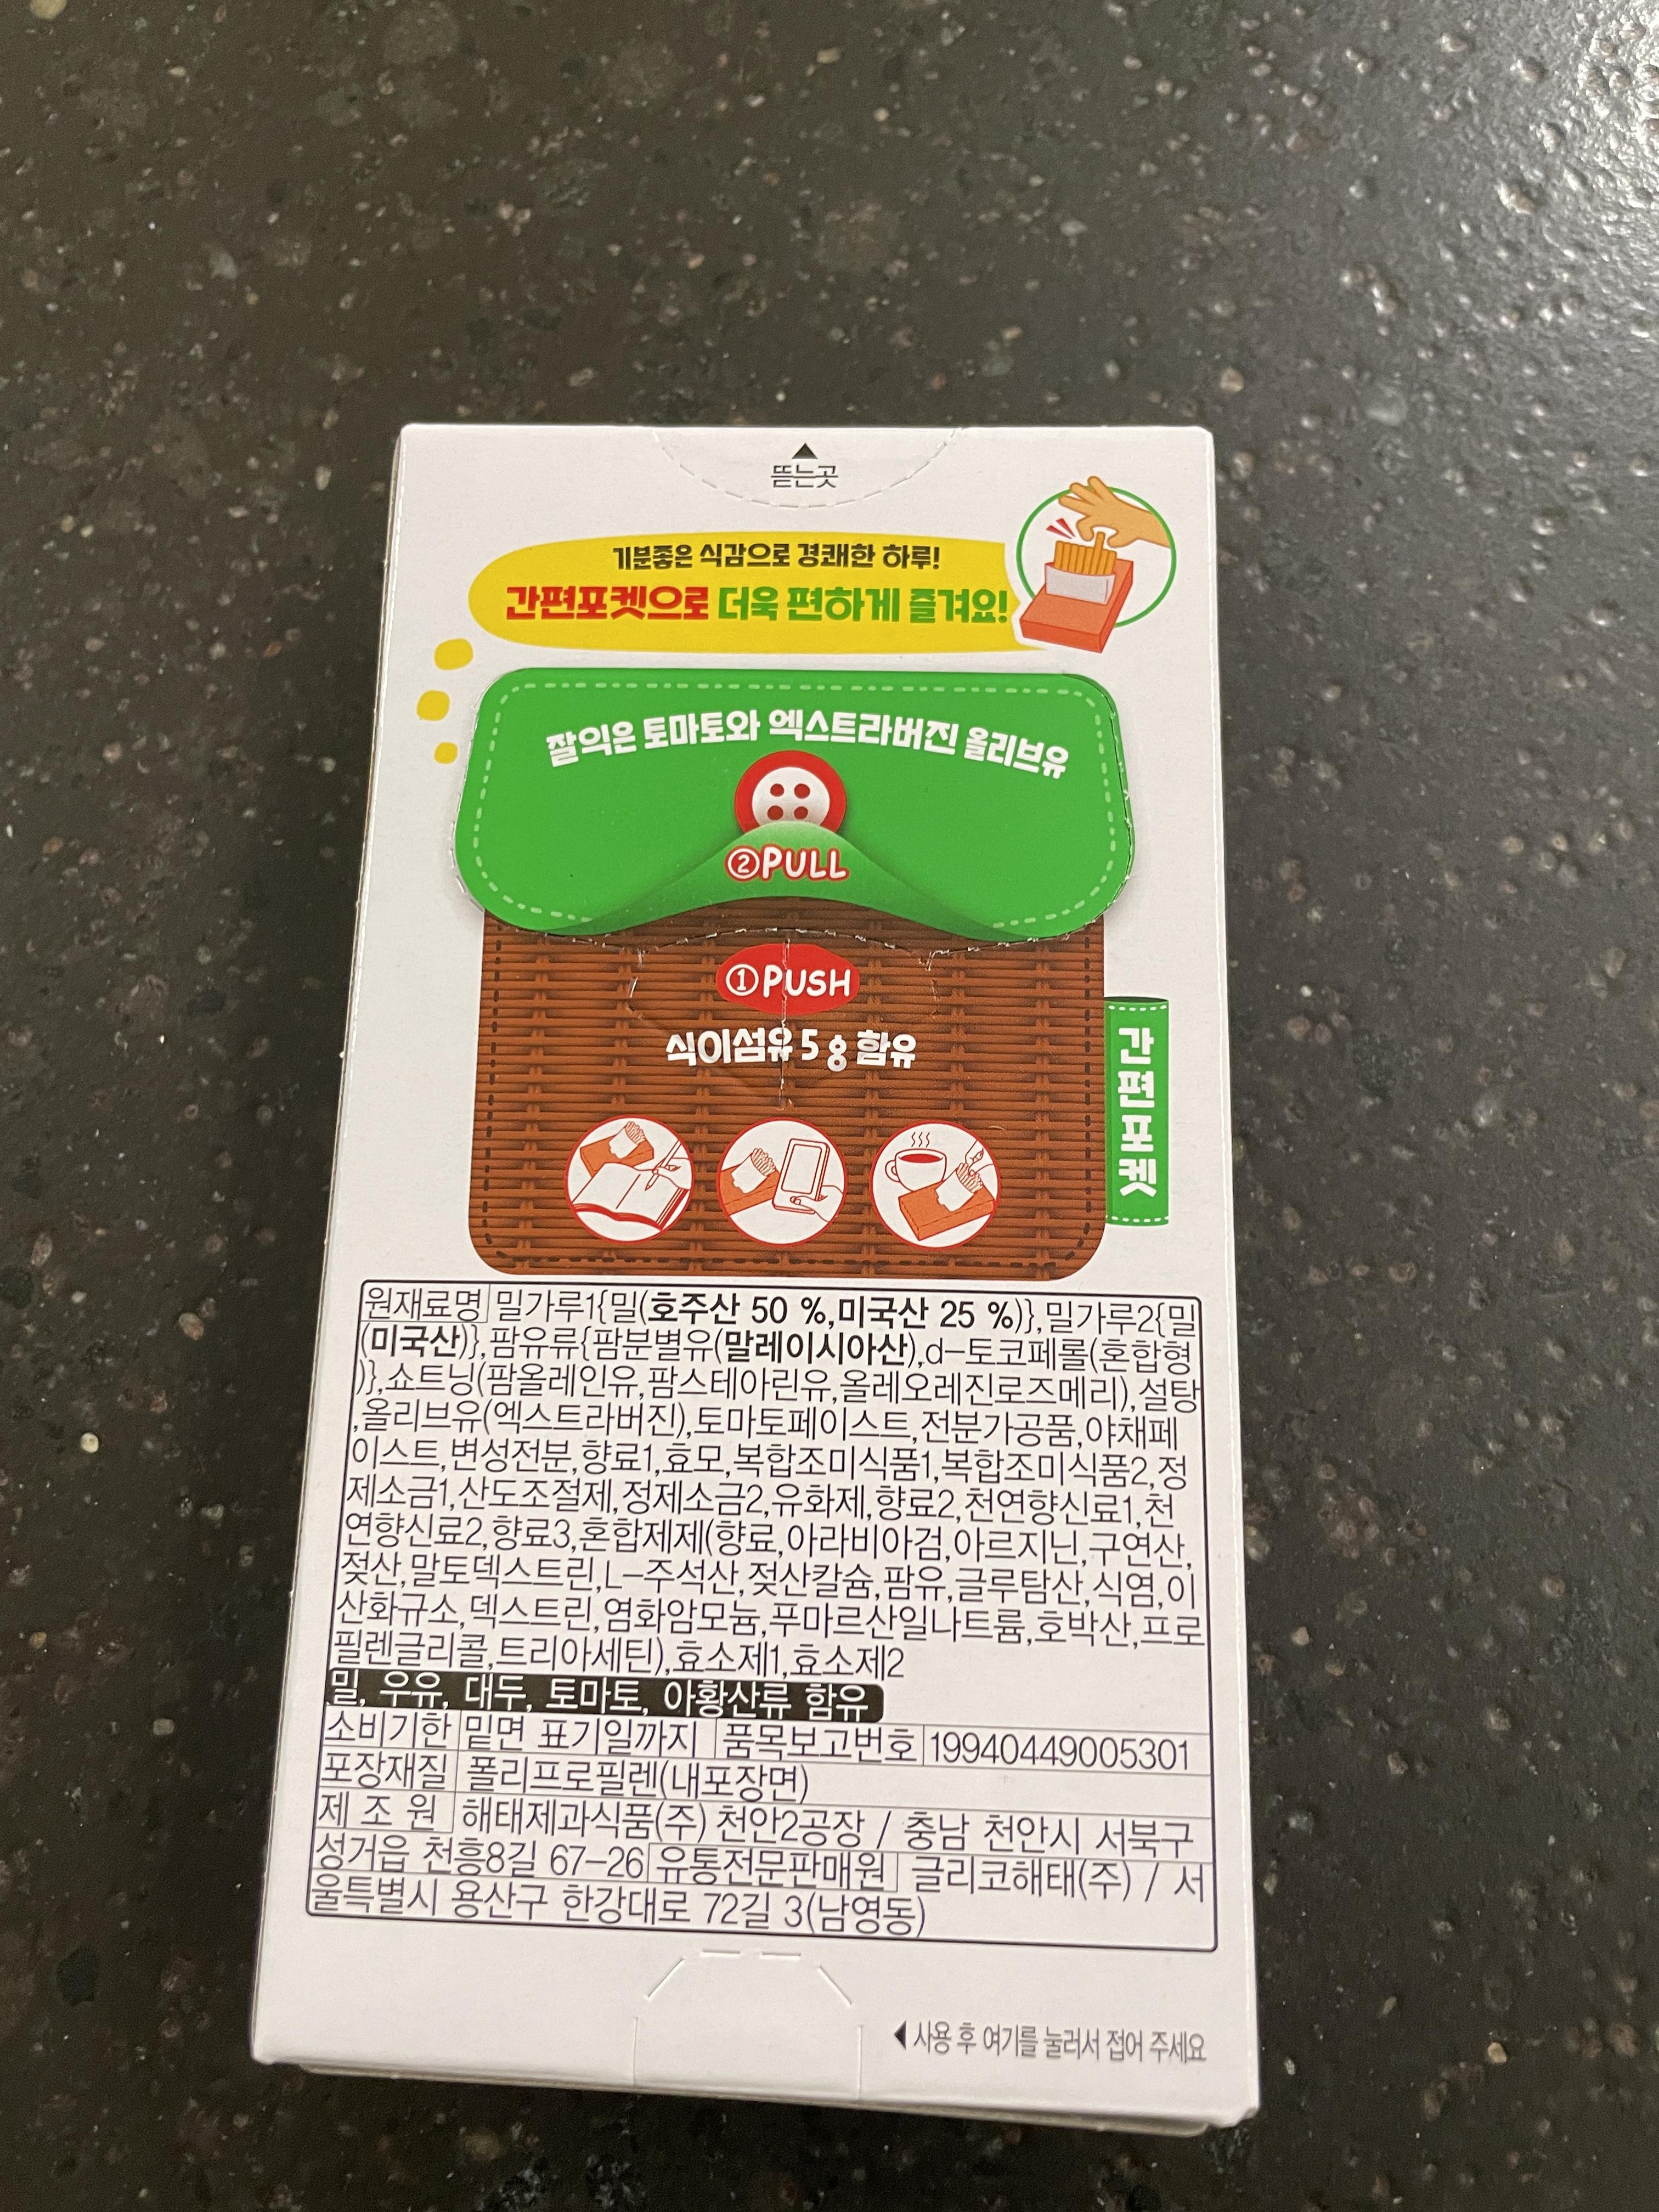 ▲
뜯는곳
기분좋은 식감으로 경쾌한 하루!
간편포켓으로 더욱 편하게 즐겨요!
잘익은 토마토와 엑스트라버진 올리브유
②PULL
①PUSH
식이섬유 5g 함유
간편포켓
원재료명 밀가루1{밀(호주산 50 %,미국산 25 %)},밀가루2{밀
(미국산)},팜유류{팜분별유(말레이시아산),d-토코페롤(혼합형
)},쇼트닝(팜올레인유,팜스테아린유,올레오레진로즈메리),설탕
,올리브유(엑스트라버진),토마토페이스트,전분가공품,야채페
이스트,변성전분,향료1,효모,복합조미식품1,복합조미식품2,정
제소금1,산도조절제,정제소금2,유화제,향료2,천연향신료1,천
연향신료2,향료3,혼합제제(향료,아라비아검,아르지닌,구연산,
젖산,말토덱스트린,L-주석산,젖산칼슘,팜유,글루탐산,식염,이
산화규소,덱스트린,염화암모늄,푸마르산일나트륨,호박산,프로
필렌글리콜,트리아세틴),효소제1,효소제2
밀, 우유, 대두, 토마토, 아황산류 함유
소비기한 밑면 표기일까지 품목보고번호 19940449005301
포장재질 폴리프로필렌(내포장면)
제 조 원 해태제과식품(주) 천안2공장 / 충남 천안시 서북구
성거읍 천흥8길 67-26 유통전문판매원 글리코해태(주) / 서
울특별시 용산구 한강대로 72길 3(남영동)
◀ 사용 후 여기를 눌러서 접어 주세요